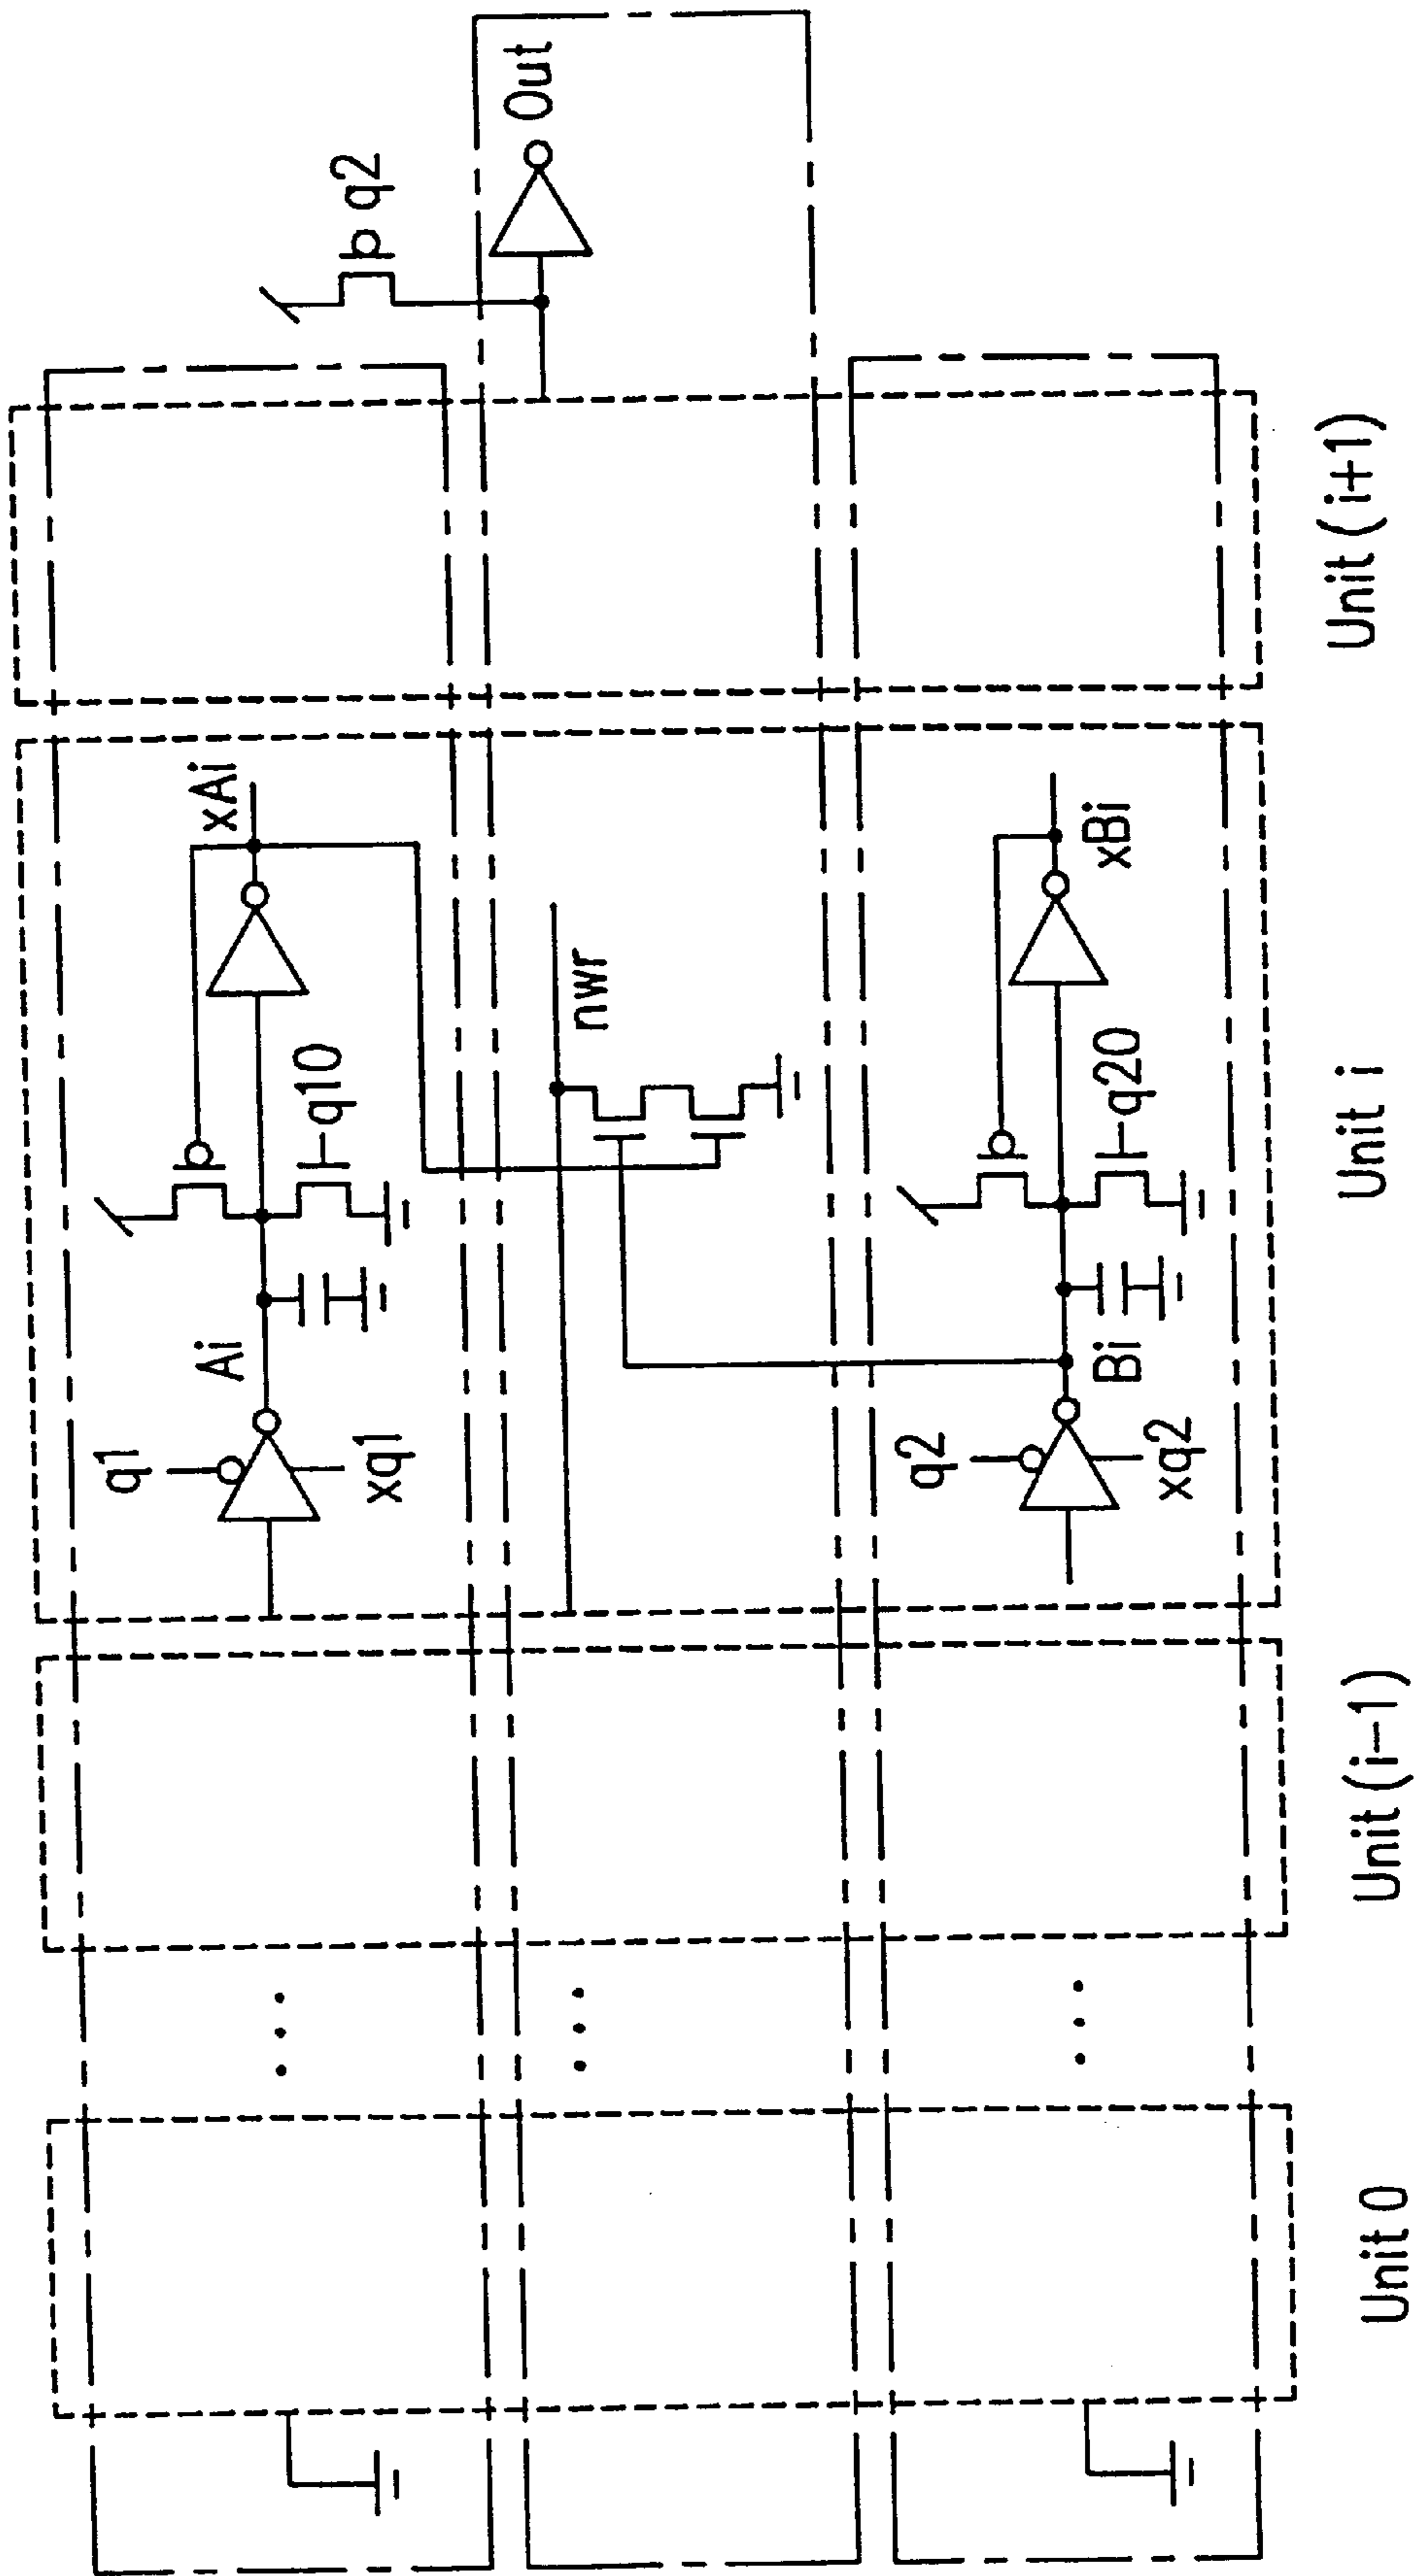 q2
Out
q1
xq1
Ai
q10
xAi
nwr
q2
xq2
Bi
q20
xBi
Unit 0
Unit (i-1)
Unit i
Unit (i+1)